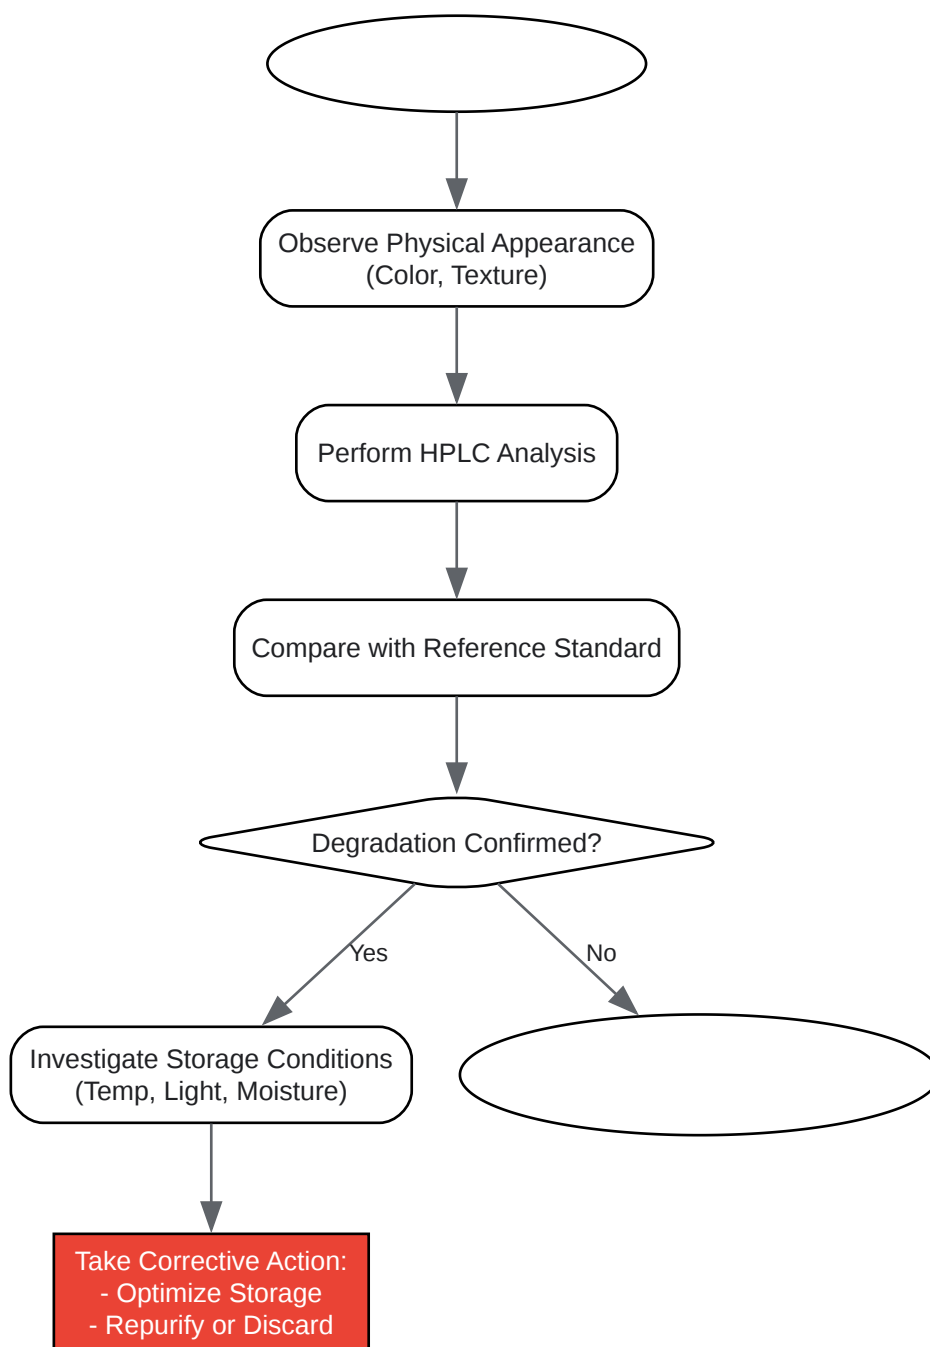 Observe Physical Appearance
(Color, Texture)
Perform HPLC Analysis
Compare with Reference Standard
Degradation Confirmed?
Yes
No
Investigate Storage Conditions
(Temp, Light, Moisture)
Take Corrective Action:
- Optimize Storage
- Repurify or Discard